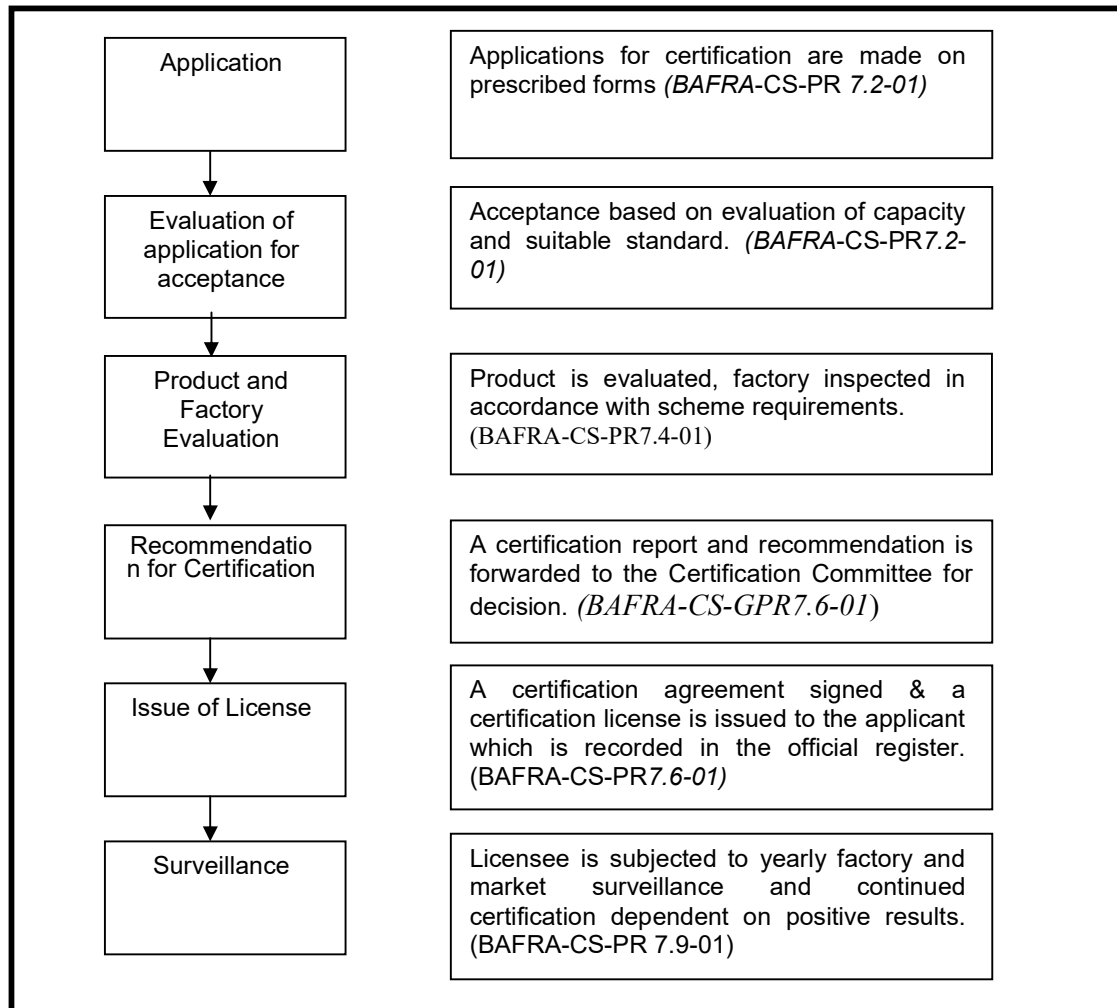 Application
Applications for certification are made on
prescribed forms (BAFRA-CS-PR 7.2-01)
Evaluation of
application for
acceptance
Acceptance based on evaluation of capacity
and suitable standard. (BAFRA-CS-PR7.2-
01)
Product and
Factory
Evaluation
Product is evaluated, factory inspected in
accordance with scheme requirements.
(BAFRA-CS-PR7.4-01)
Recommendatio
n for Certification
A certification report and recommendation is
forwarded to the Certification Committee for
decision. (BAFRA-CS-GPR7.6-01)
Issue of License
A certification agreement signed & a
certification license is issued to the applicant
which is recorded in the official register.
(BAFRA-CS-PR7.6-01)
Surveillance
Licensee is subjected to yearly factory and
market surveillance and continued
certification dependent on positive results.
(BAFRA-CS-PR 7.9-01)